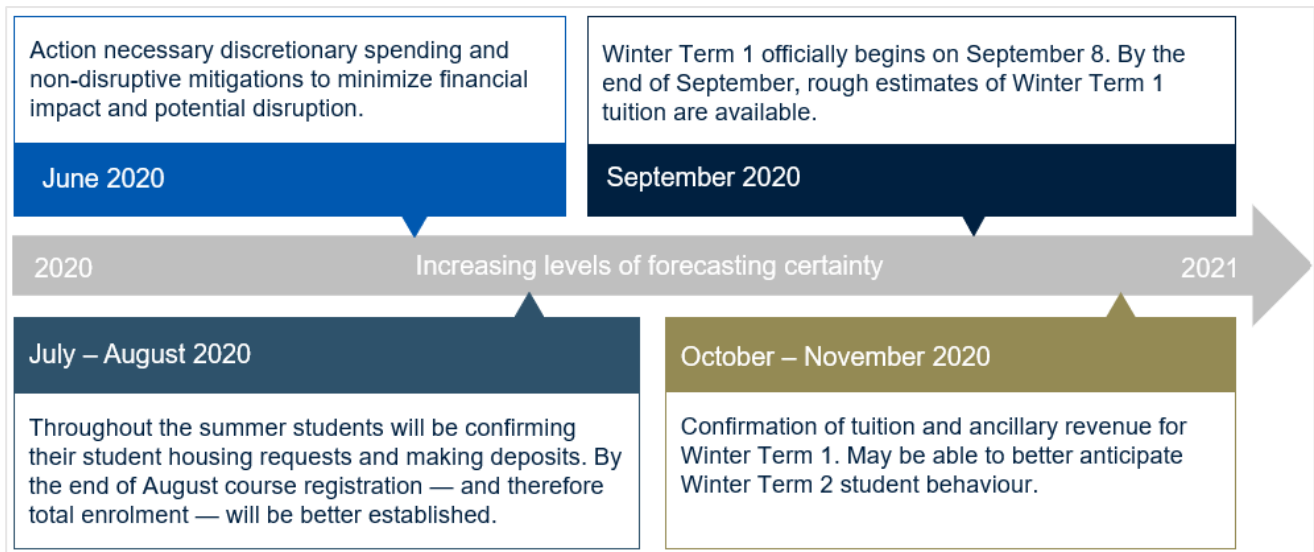 Action necessary discretionary spending and
non-disruptive mitigations to minimize financial
impact and potential disruption.
June 2020
Winter Term 1 officially begins on September 8. By the
end of September, rough estimates of Winter Term 1
tuition are available.
September 2020
2020
Increasing levels of forecasting certainty
2021
July – August 2020
Throughout the summer students will be confirming
their student housing requests and making deposits. By
the end of August course registration — and therefore
total enrolment — will be better established.
October – November 2020
Confirmation of tuition and ancillary revenue for
Winter Term 1. May be able to better anticipate
Winter Term 2 student behaviour.